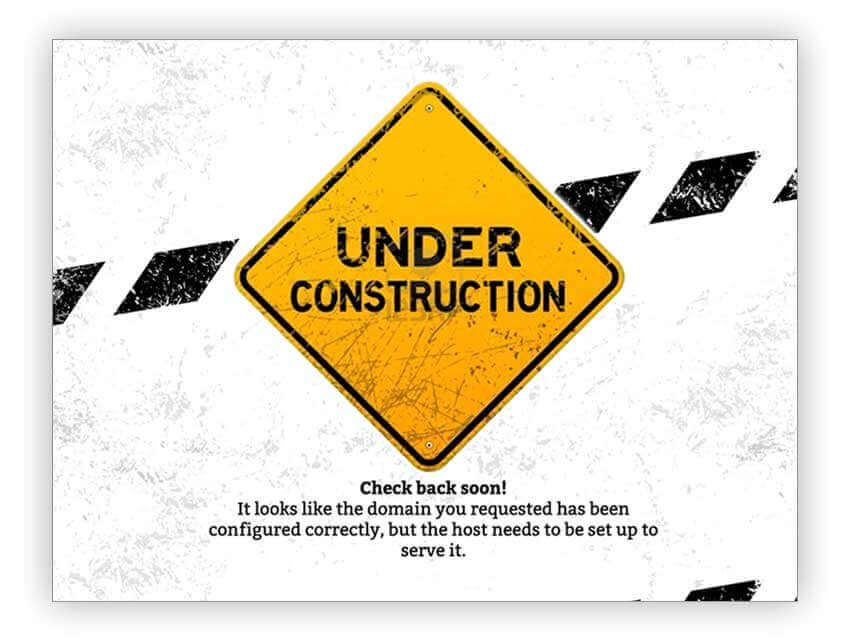 UNDER
CONSTRUCTION
Check back soon!
It looks like the domain you requested has been
configured correctly, but the host needs to be set up to
serve it.